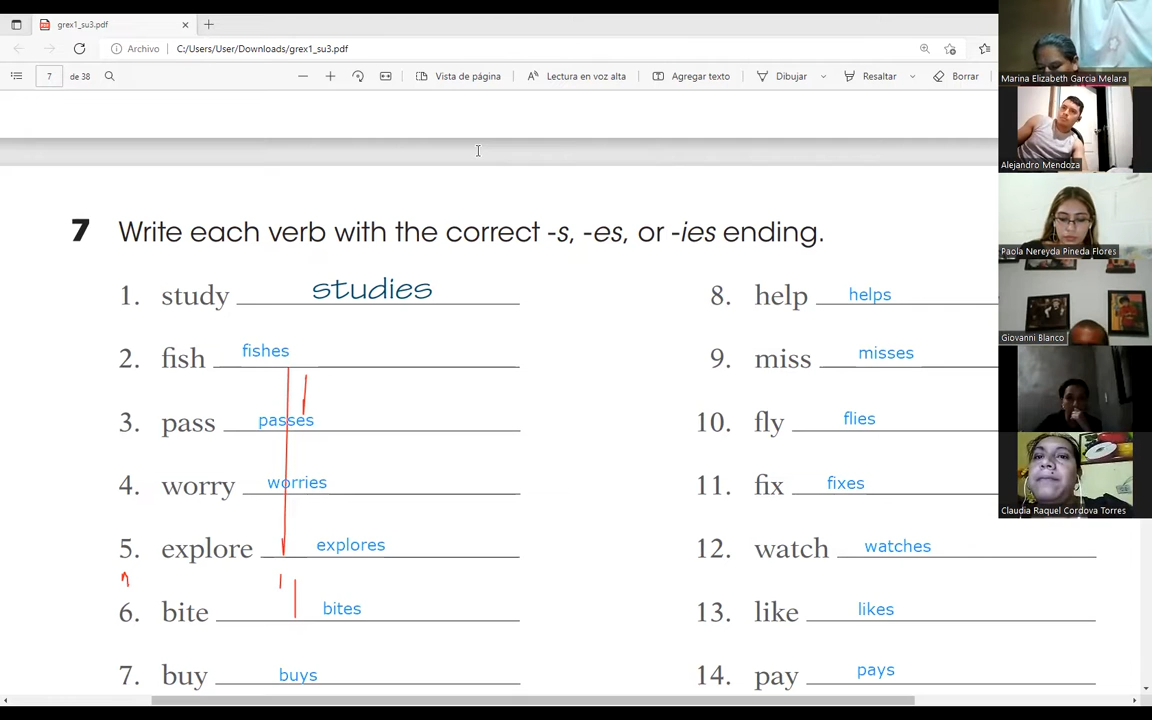 grex1_su3.pdf
Archivo C:/Users/User/Downloads/grex1_su3.pdf
7 de 38 Vista de página Lectura en voz alta Agregar texto Dibujar Resaltar Borrar
7 Write each verb with the correct -s, -es, or -ies ending.
1. study studies
2. fish fishes
3. pass passes
4. worry worries
5. explore explores
6. bite bites
7. buy buys
8. help helps
9. miss misses
10. fly flies
11. fix fixes
12. watch watches
13. like likes
14. pay pays
Marina Elizabeth Garcia Melara
Alejandro Mendoza
Paola Nereyda Pineda Flores
Giovanni Blanco
Claudia Raquel Cordova Torres